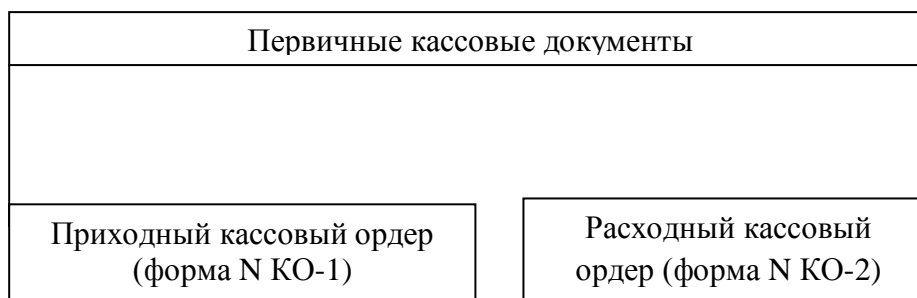 Первичные кассовые документы
Приходный кассовый ордер
(форма N КО-1)
Расходный кассовый
ордер (форма N КО-2)